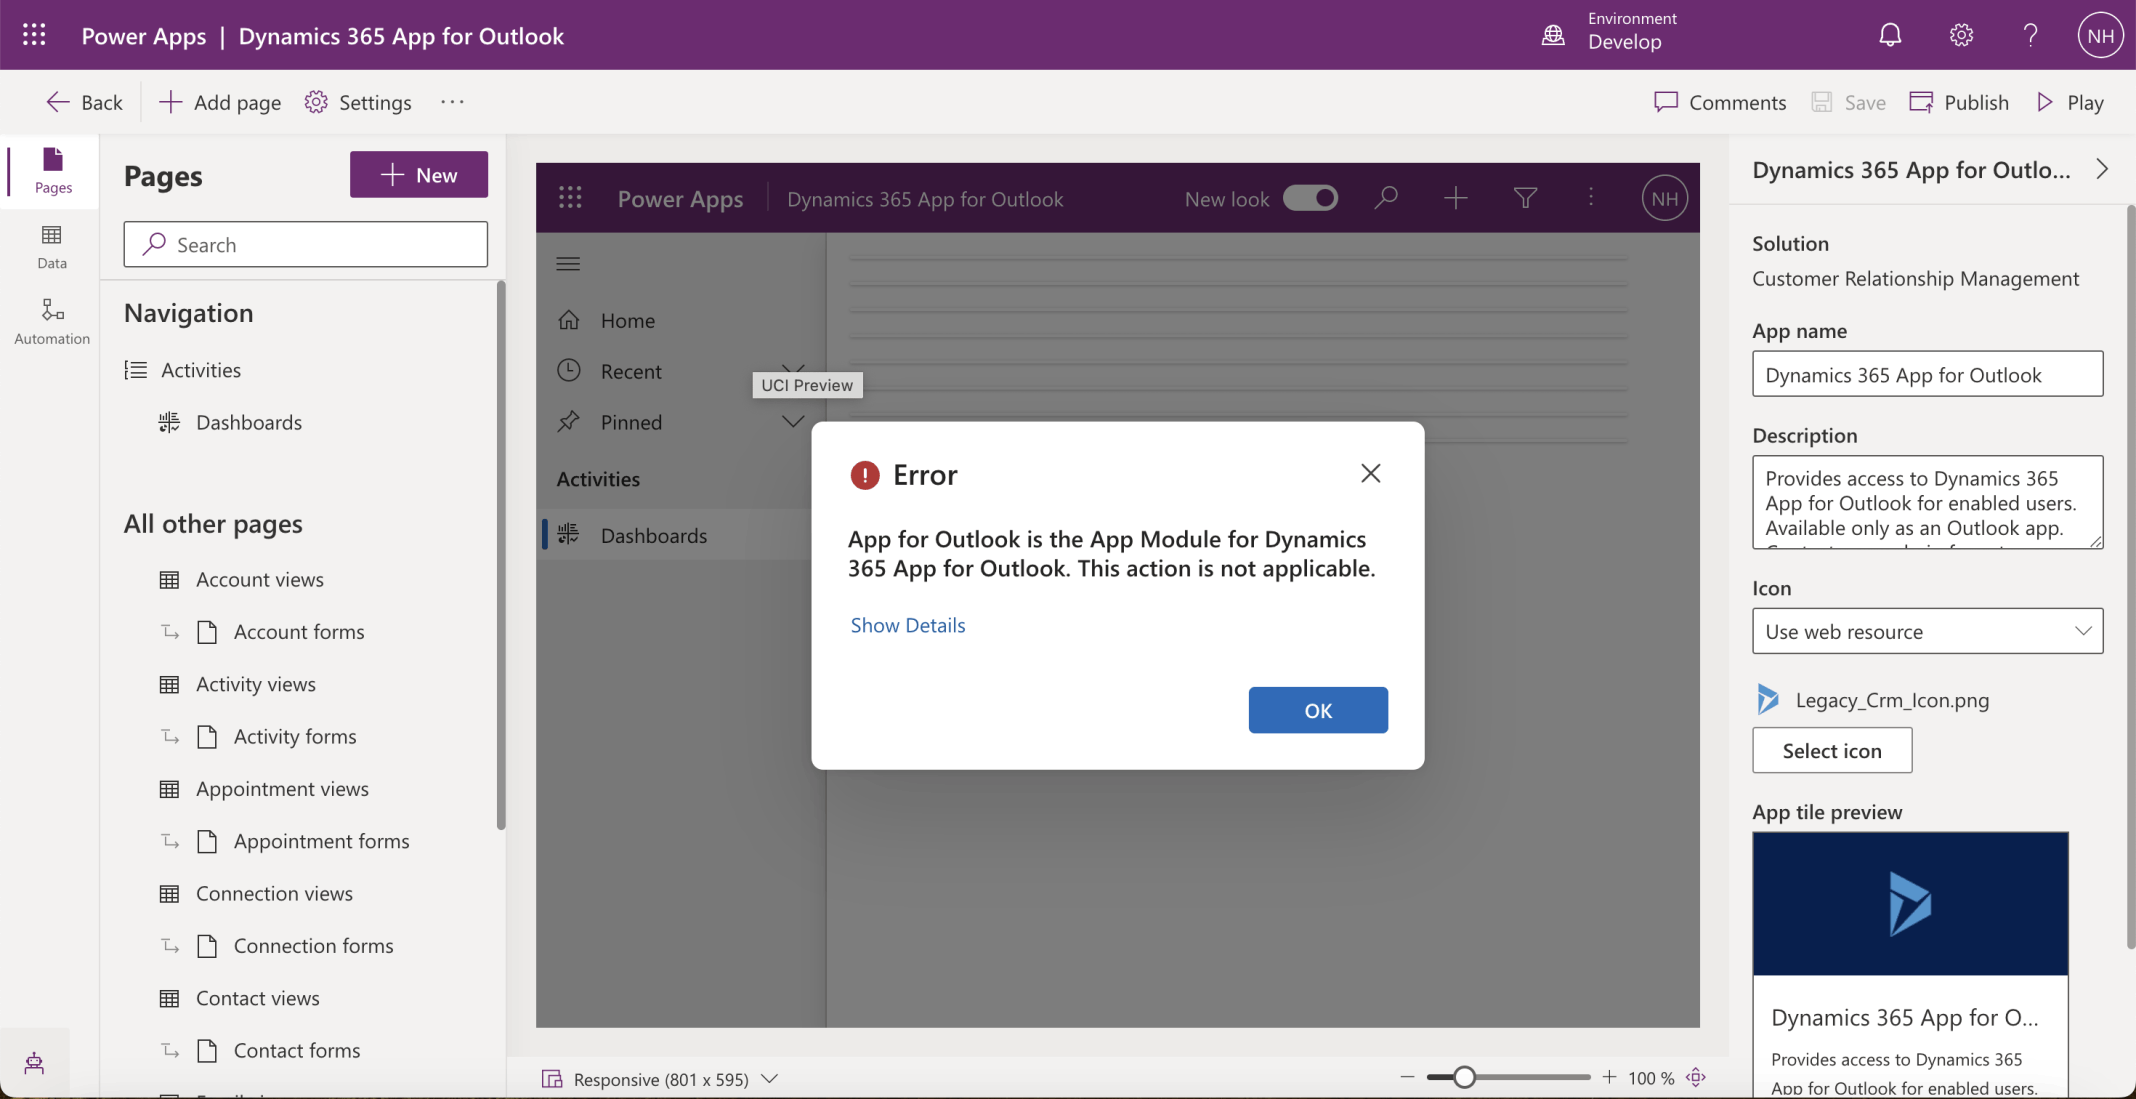 Power Apps | Dynamics 365 App for Outlook
Environment
Develop
NH
Back
Add page
Settings
Comments
Save
Publish
Play
Pages
Data
Automation
Pages
New
Search
Navigation
Activities
Dashboards
All other pages
Account views
Account forms
Activity views
Activity forms
Appointment views
Appointment forms
Connection views
Connection forms
Contact views
Contact forms
Power Apps
Dynamics 365 App for Outlook
New look
NH
Home
Recent
UCI Preview
Pinned
Activities
Dashboards
Error
App for Outlook is the App Module for Dynamics
365 App for Outlook. This action is not applicable.
Show Details
OK
Responsive (801 x 595)
100 %
Dynamics 365 App for Outlo...
Solution
Customer Relationship Management
App name
Dynamics 365 App for Outlook
Description
Provides access to Dynamics 365
App for Outlook for enabled users.
Available only as an Outlook app.
Icon
Use web resource
Legacy_Crm_Icon.png
Select icon
App tile preview
Dynamics 365 App for O...
Provides access to Dynamics 365
App for Outlook for enabled users.